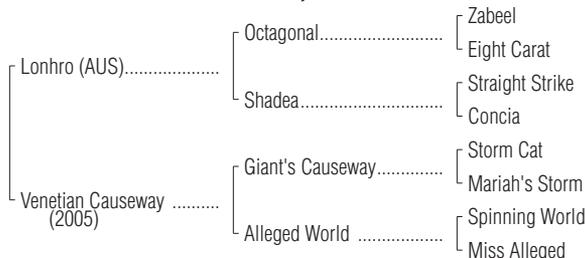 Zabeel
Octagonal..........................
Eight Carat
Lonhro (AUS)....................
Straight Strike
Shadea..............................
Concia
Storm Cat
Giant's Causeway..............
Mariah's Storm
Venetian Causeway ..........
(2005)
Spinning World
Alleged World ..................
Miss Alleged